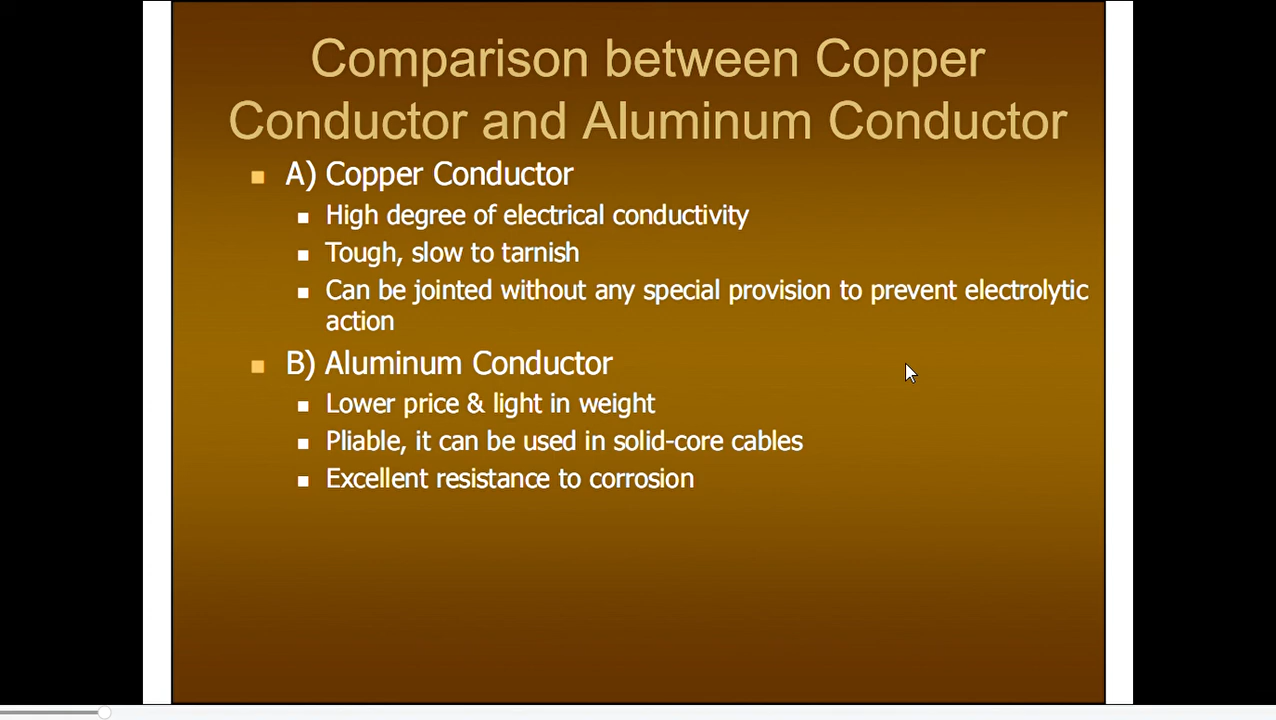 Comparison between Copper
Conductor and Aluminum Conductor
A) Copper Conductor
High degree of electrical conductivity
Tough, slow to tarnish
Can be jointed without any special provision to prevent electrolytic
action
B) Aluminum Conductor
Lower price & light in weight
Pliable, it can be used in solid-core cables
Excellent resistance to corrosion